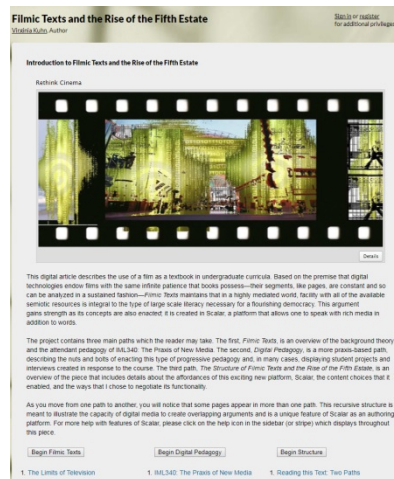 Filmic Texts and the Rise of the Fifth Estate
Virginia Kuhn, Author
Sign in or register
for additional privileges
Introduction to Filmic Texts and the Rise of the Fifth Estate
Rethink Cinema
Details
This digital article describes the use of a film as a textbook in undergraduate curricula. Based on the premise that digital
technologies endow films with the same infinite patience that books possess—their segments, like pages, are constant and so
can be analyzed in a sustained fashion—Filmic Texts maintains that in a highly mediated world, facility with all of the available
semiotic resources is integral to the type of large scale literacy necessary for a flourishing democracy. This argument
gains strength as its concepts are also enacted; it is created in Scalar, a platform that allows one to speak with rich media in
addition to words.
The project contains three main paths which the reader may take. The first, Filmic Texts, is an overview of the background theory
and the attendant pedagogy of IML340: The Praxis of New Media. The second, Digital Pedagogy, is a more praxis-based path,
describing the nuts and bolts of enacting this type of progressive pedagogy and, in many cases, displaying student projects and
interviews created in response to the course. The third path, The Structure of Filmic Texts and the Rise of the Fifth Estate, is an
overview of the piece that includes details about the affordances of this exciting new platform, Scalar, the content choices that it
enabled, and the ways that I chose to negotiate its functionality.
As you move from one path to another, you will notice that some pages appear in more than one path. This recursive structure is
meant to illustrate the capacity of digital media to create overlapping arguments and is a unique feature of Scalar as an authoring
platform. For more help with features of Scalar, please click on the help icon in the sidebar (or stripe) which displays throughout
this piece.
Begin Filmic Texts
Begin Digital Pedagogy
Begin Structure
1. The Limits of Television
1. IML340: The Praxis of New Media
1. Reading this Text: Two Paths